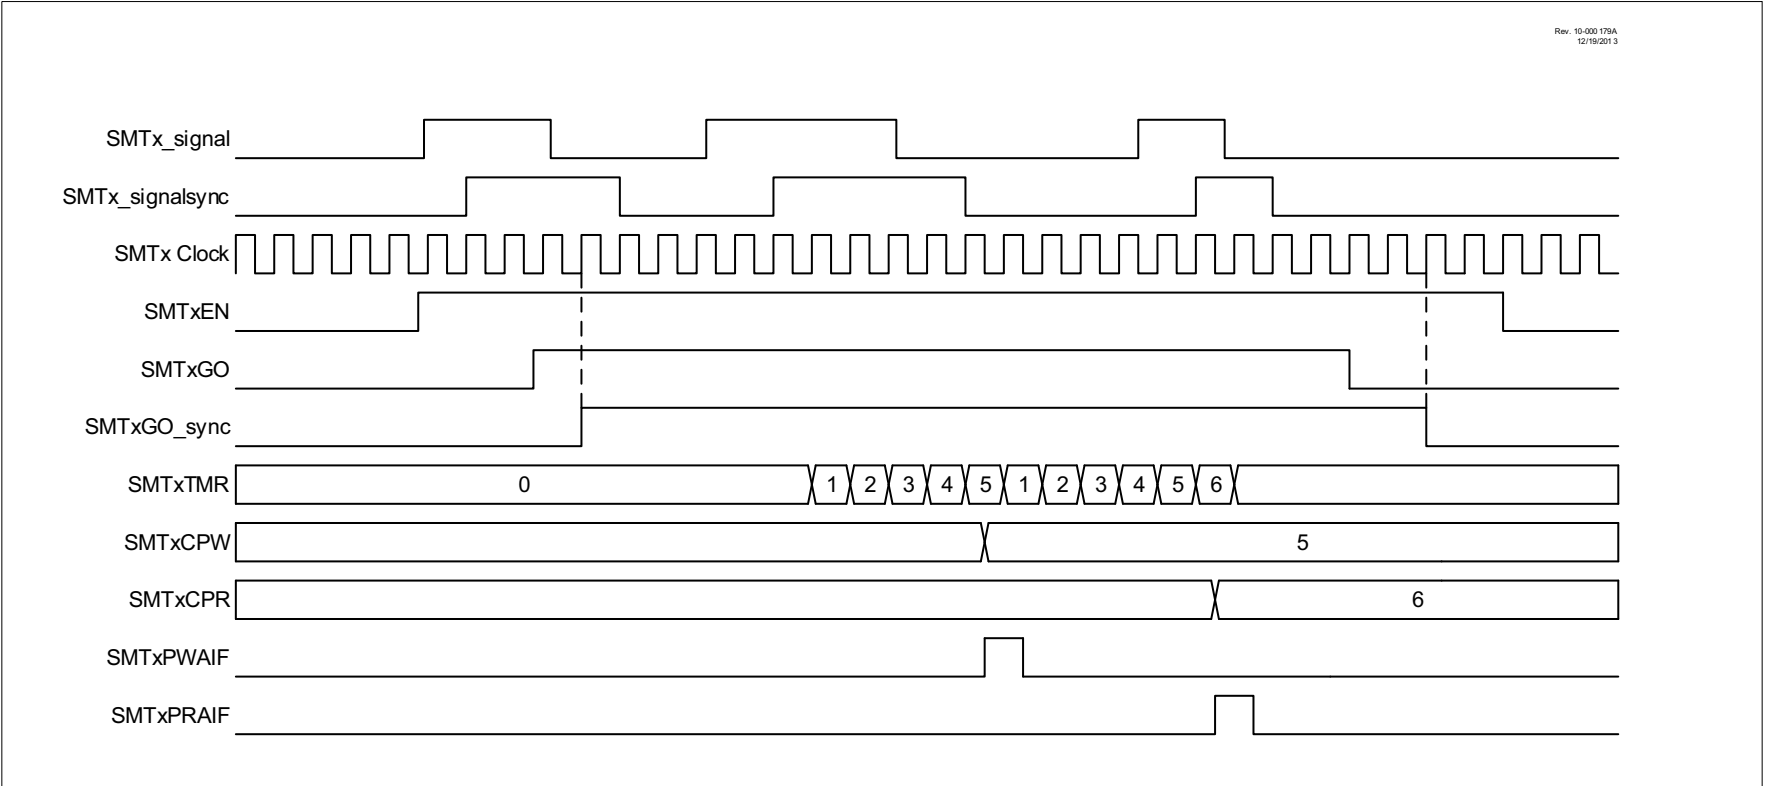 Rev. 10-000 179A
12/19/201 3
SMTx_signal
SMTx_signalsync
SMTx Clock
SMTxEN
SMTxGO
SMTxGO_sync
SMTxTMR 0 1 2 3 4 5 1 2 3 4 5 6
SMTxCPW 5
SMTxCPR 6
SMTxPWAIF
SMTxPRAIF